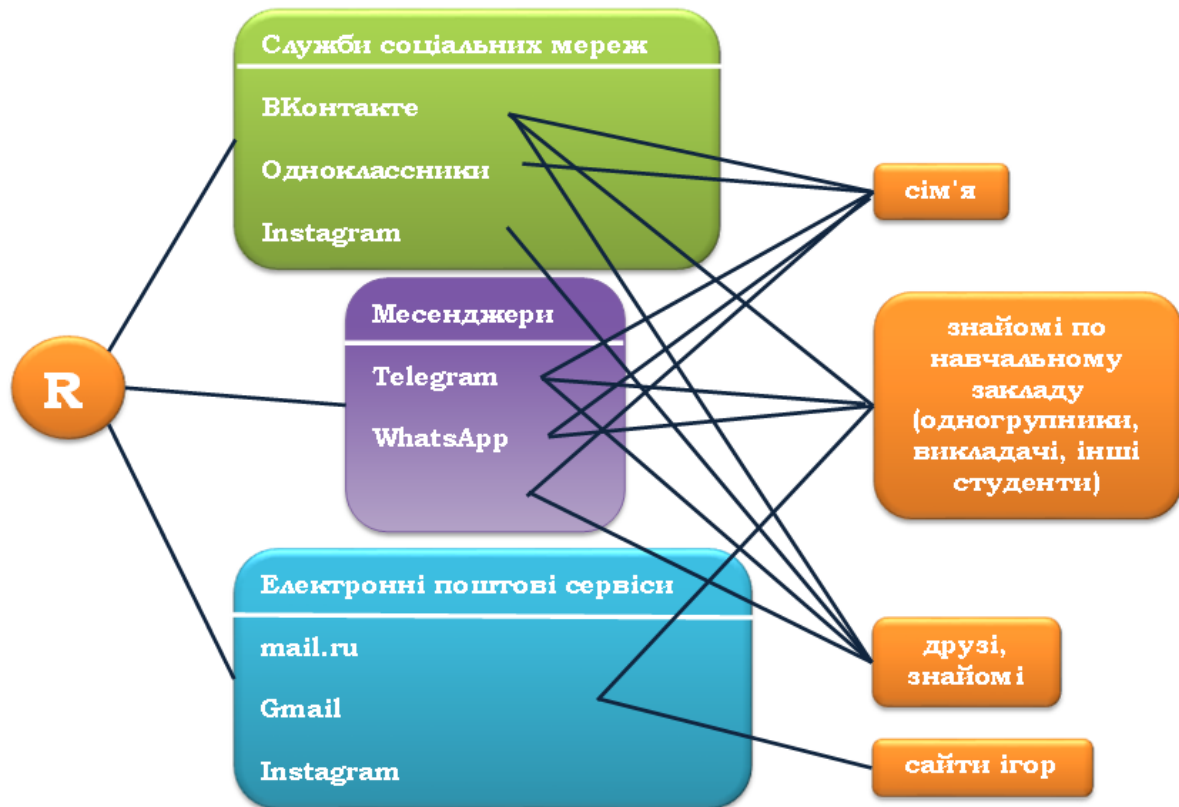 Служби соціальних мереж
ВКонтакте
Одноклассники
Instagram
Месенджери
Telegram
WhatsApp
Електронні поштові сервіси
mail.ru
Gmail
Instagram
R
сім'я
знайомі по
навчальному
закладу
(одногрупники,
викладачі, інші
студенти)
друзі,
знайомі
сайти ігор